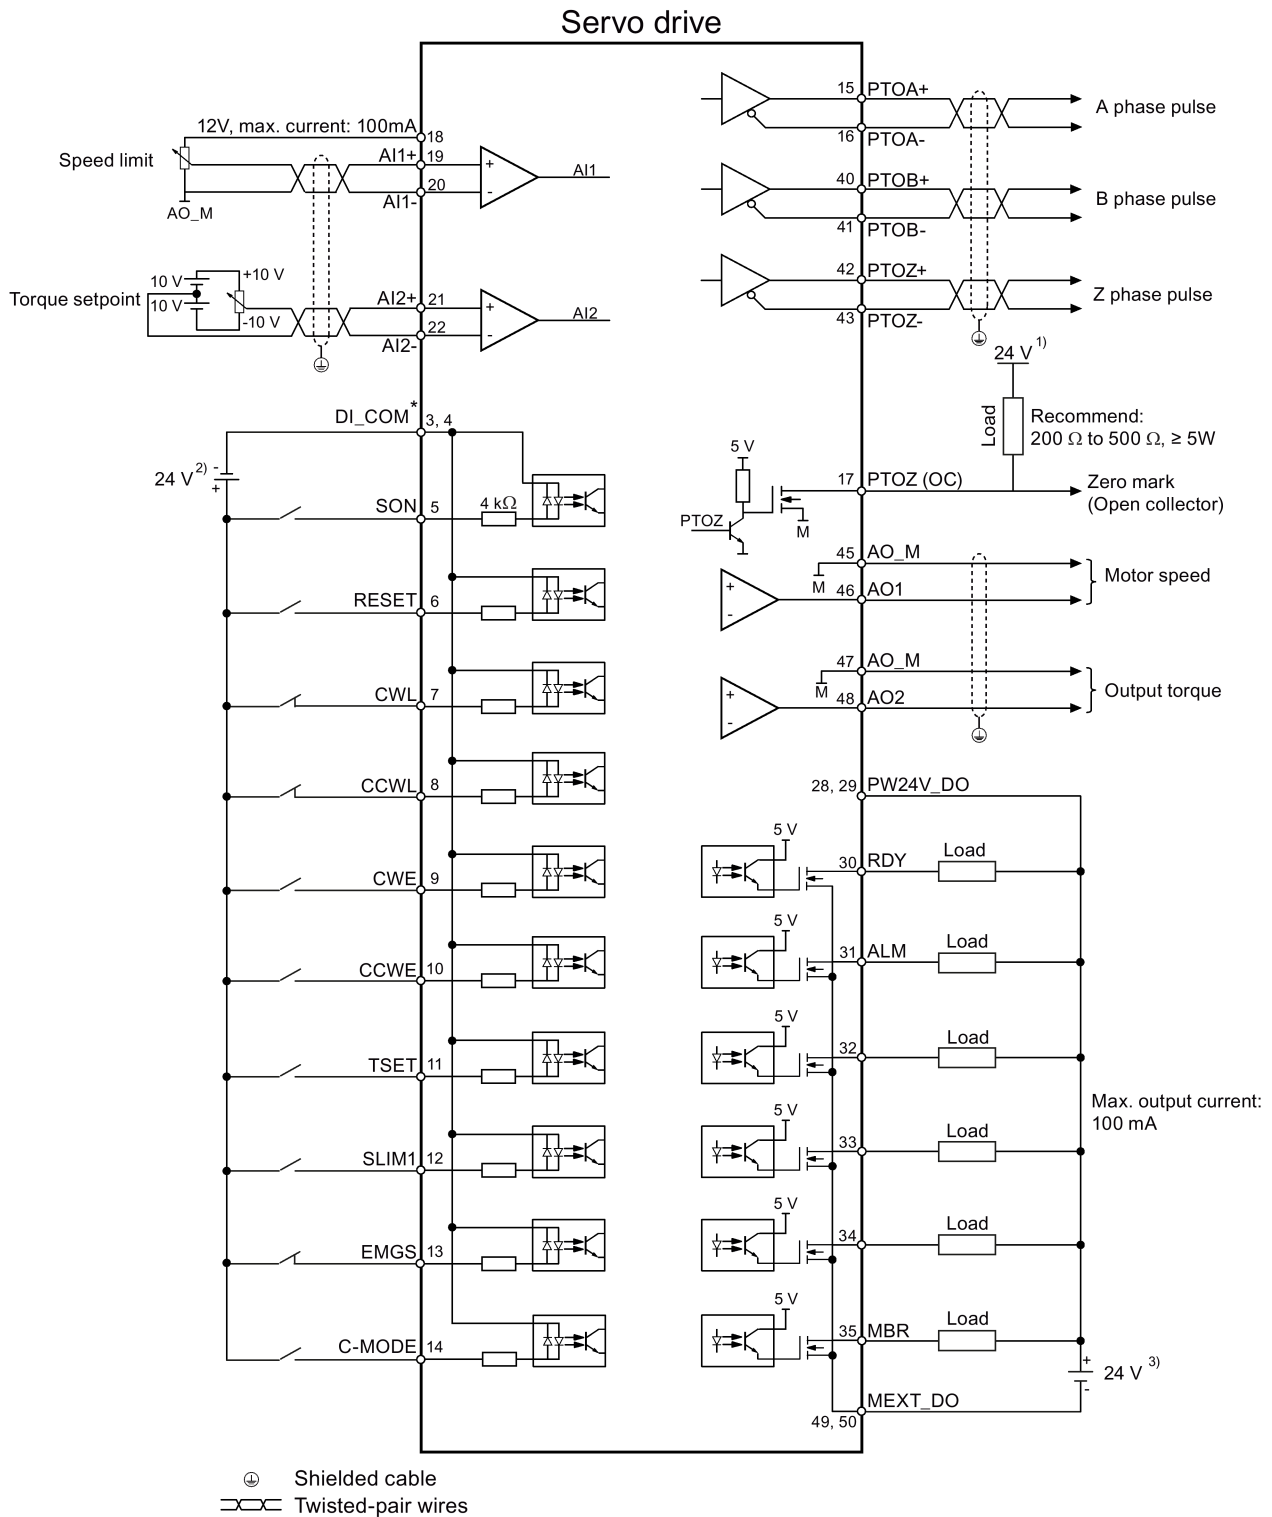 Servo drive
12V, max. current: 100mA
18
Speed limit
AI1+
19
+
AI1
20
-
AI1-
AO_M
10 V
+10 V
Torque setpoint
10 V
-10 V
AI2+
21
+
AI2
22
-
AI2-
DI_COM*
3, 4
24 V 2)
-
+
SON
5
4 kΩ
RESET
6
CWL
7
CCWL
8
CWE
9
CCWE
10
TSET
11
SLIM1
12
EMGS
13
C-MODE
14
15
PTOA+
A phase pulse
16
PTOA-
40
PTOB+
B phase pulse
41
PTOB-
42
PTOZ+
Z phase pulse
43
PTOZ-
24 V 1)
Load
Recommend:
200 Ω to 500 Ω, ≥ 5W
5 V
17
PTOZ (OC)
Zero mark
(Open collector)
PTOZ
M
45
AO_M
M
Motor speed
+
-
46
AO1
47
AO_M
M
Output torque
+
-
48
AO2
28, 29
PW24V_DO
5 V
30
RDY
Load
5 V
31
ALM
Load
5 V
32
Load
Max. output current:
100 mA
5 V
33
Load
5 V
34
Load
5 V
35
MBR
Load
+
24 V 3)
-
MEXT_DO
49, 50
Shielded cable
Twisted-pair wires